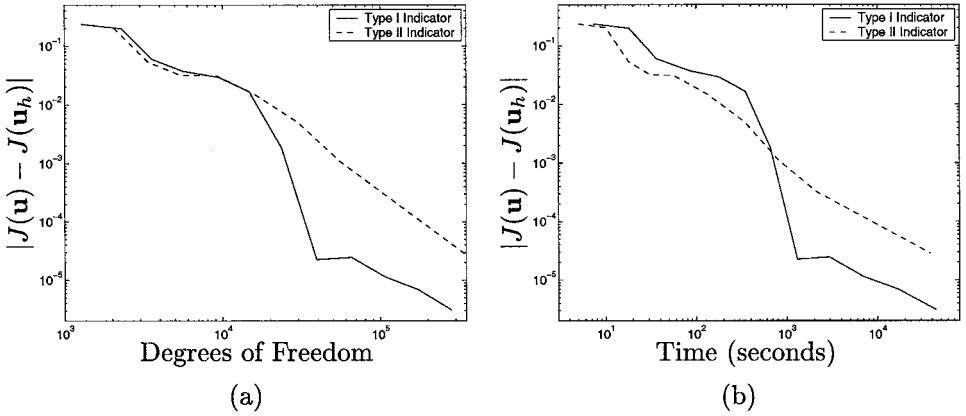 Type I Indicator
Type II Indicator
10^-1
10^-2
10^-3
10^-4
10^-5
|J(u) − J(u_h)|
10^3
10^4
10^5
Degrees of Freedom
(a)
Type I Indicator
Type II Indicator
10^-1
10^-2
10^-3
10^-4
10^-5
|J(u) − J(u_h)|
10^1
10^2
10^3
10^4
Time (seconds)
(b)